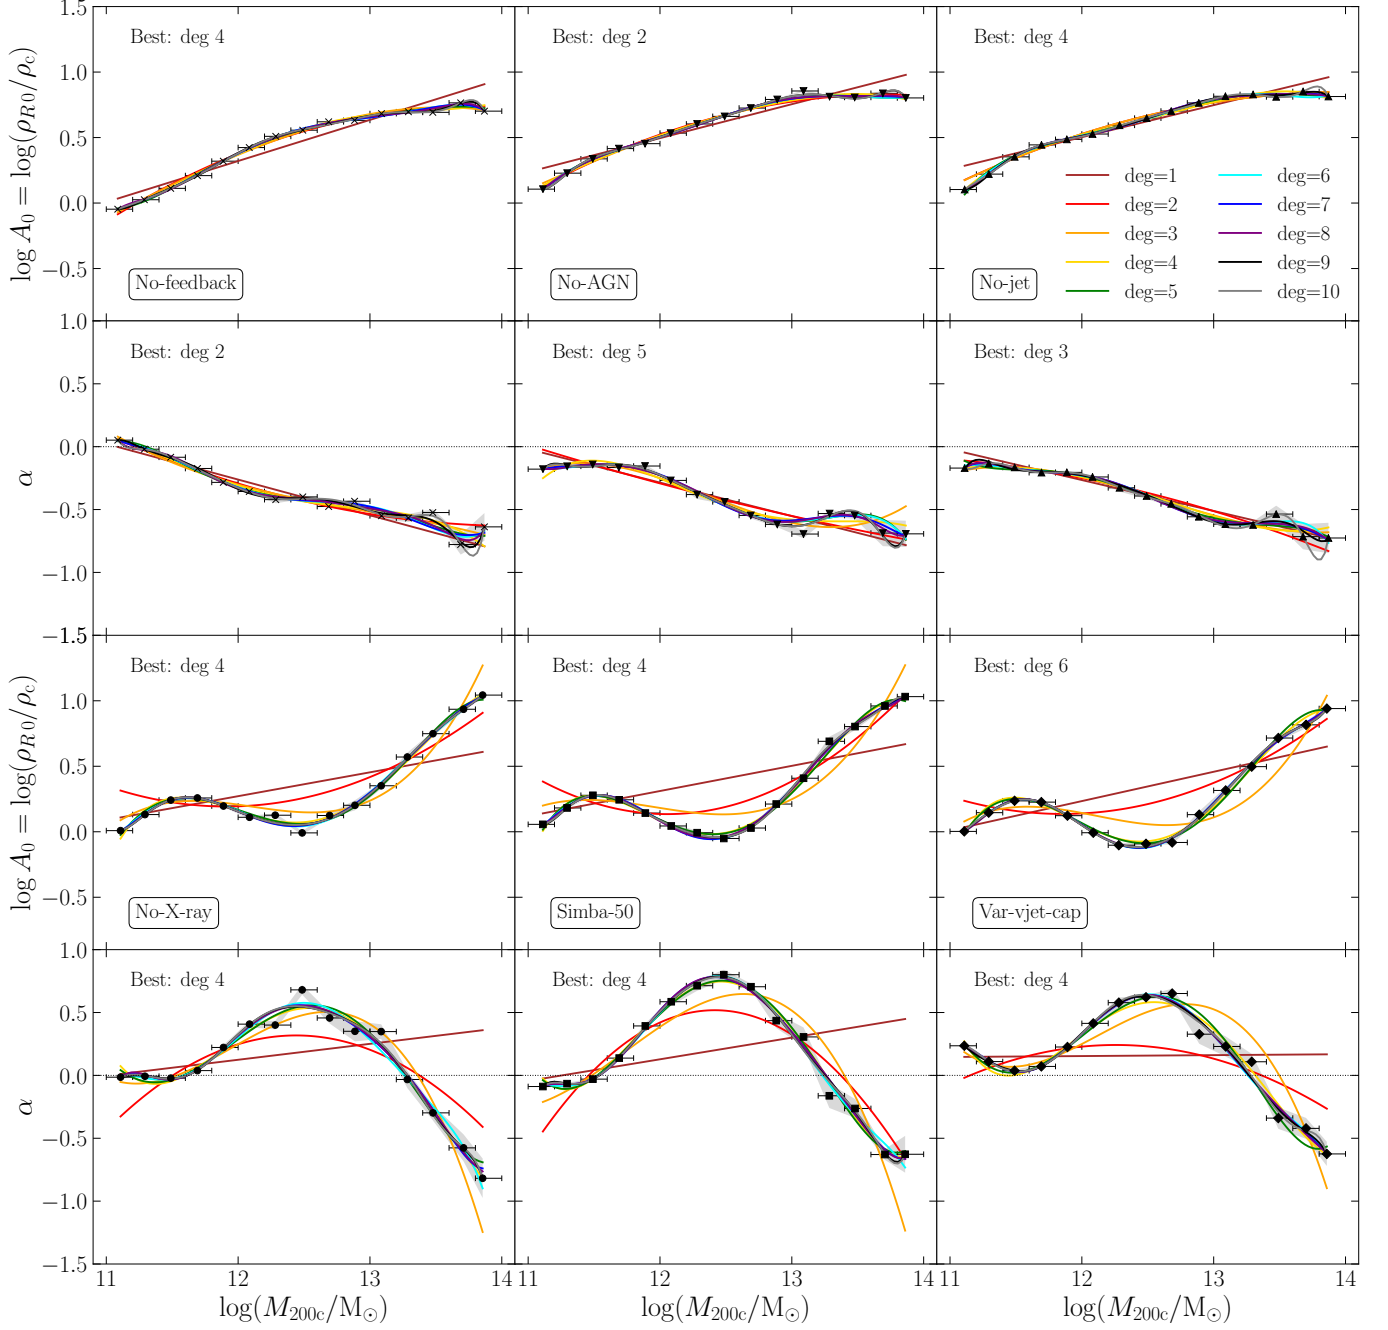 1.5
1.0
0.5
0.0
−0.5
log A₀ = log(ρ_R0/ρ_c)
Best: deg 4
No-feedback
Best: deg 2
No-AGN
Best: deg 4
No-jet
deg=1
deg=2
deg=3
deg=4
deg=5
deg=6
deg=7
deg=8
deg=9
deg=10
1.0
0.5
0.0
−0.5
−1.0
−1.5
α
Best: deg 2
Best: deg 5
Best: deg 3
1.0
0.5
0.0
−0.5
log A₀ = log(ρ_R0/ρ_c)
Best: deg 4
No-X-ray
Best: deg 4
Simba-50
Best: deg 6
Var-vjet-cap
1.0
0.5
0.0
−0.5
−1.0
−1.5
α
Best: deg 4
Best: deg 4
Best: deg 4
11 12 13 14
11 12 13 14
11 12 13 14
log(M₂₀₀c/M⊙)
log(M₂₀₀c/M⊙)
log(M₂₀₀c/M⊙)